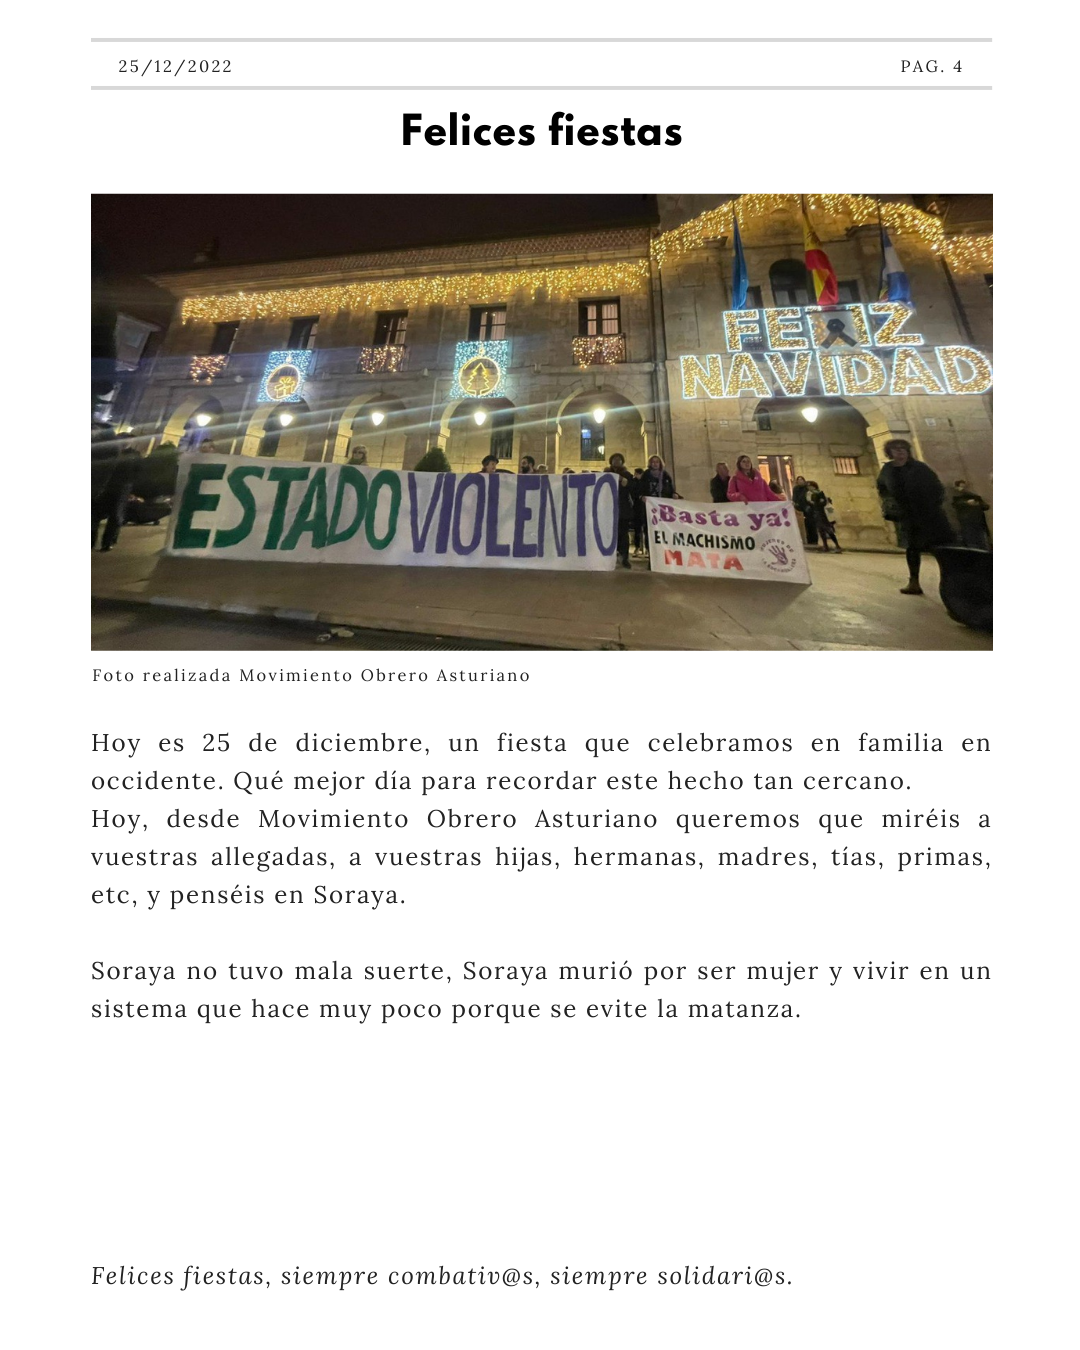 25/12/2022
PAG. 4
Felices fiestas
FELIZ
NAVIDAD
ESTADO VIOLENTO
¡Basta ya!
EL MACHISMO
MATA
Foto realizada Movimiento Obrero Asturiano
Hoy es 25 de diciembre, un fiesta que celebramos en familia en
occidente. Qué mejor día para recordar este hecho tan cercano.
Hoy, desde Movimiento Obrero Asturiano queremos que miréis a
vuestras allegadas, a vuestras hijas, hermanas, madres, tías, primas,
etc, y penséis en Soraya.
Soraya no tuvo mala suerte, Soraya murió por ser mujer y vivir en un
sistema que hace muy poco porque se evite la matanza.
Felices fiestas, siempre combativ@s, siempre solidari@s.